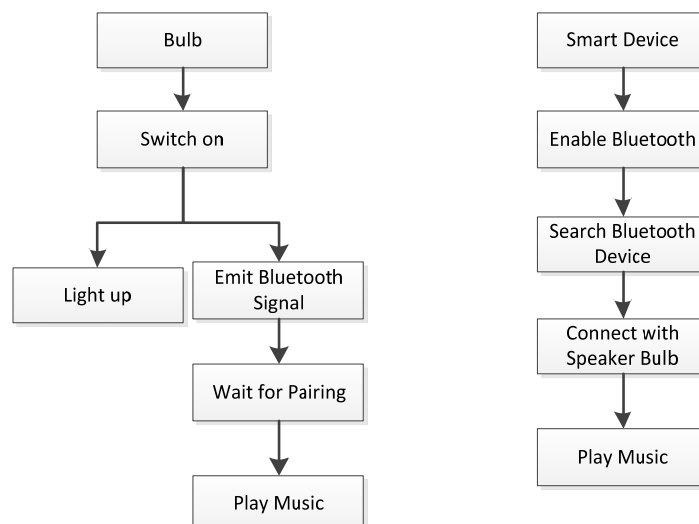 Bulb
Switch on
Light up
Emit Bluetooth
Signal
Wait for Pairing
Play Music
Smart Device
Enable Bluetooth
Search Bluetooth
Device
Connect with
Speaker Bulb
Play Music